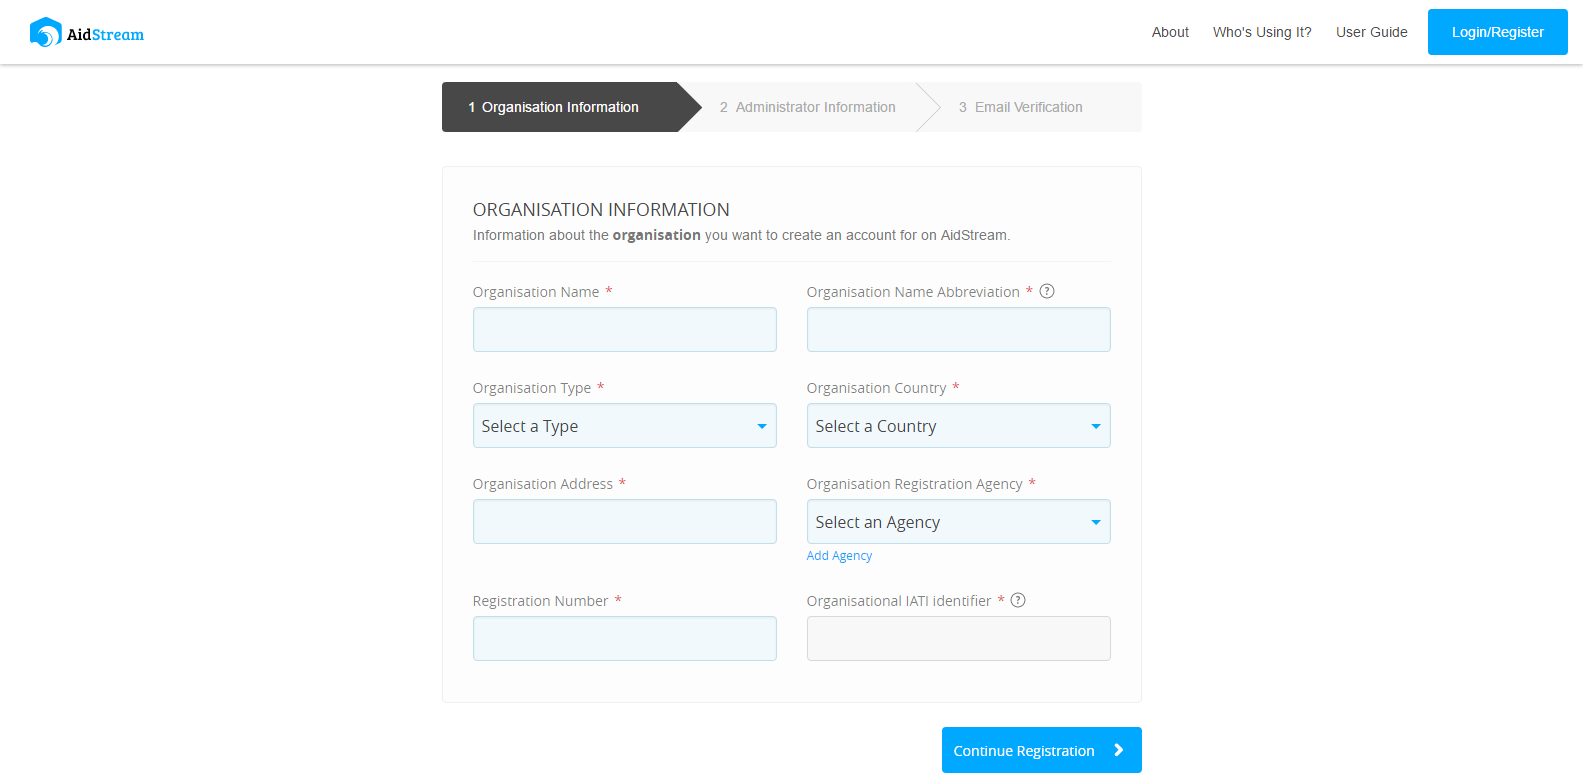 AidStream
About Who's Using It? User Guide Login/Register
1 Organisation Information 2 Administrator Information 3 Email Verification
ORGANISATION INFORMATION
Information about the organisation you want to create an account for on AidStream.
Organisation Name * Organisation Name Abbreviation * ?
Organisation Type * Organisation Country *
Select a Type Select a Country
Organisation Address * Organisation Registration Agency *
Select an Agency
Add Agency
Registration Number * Organisational IATI identifier * ?
Continue Registration